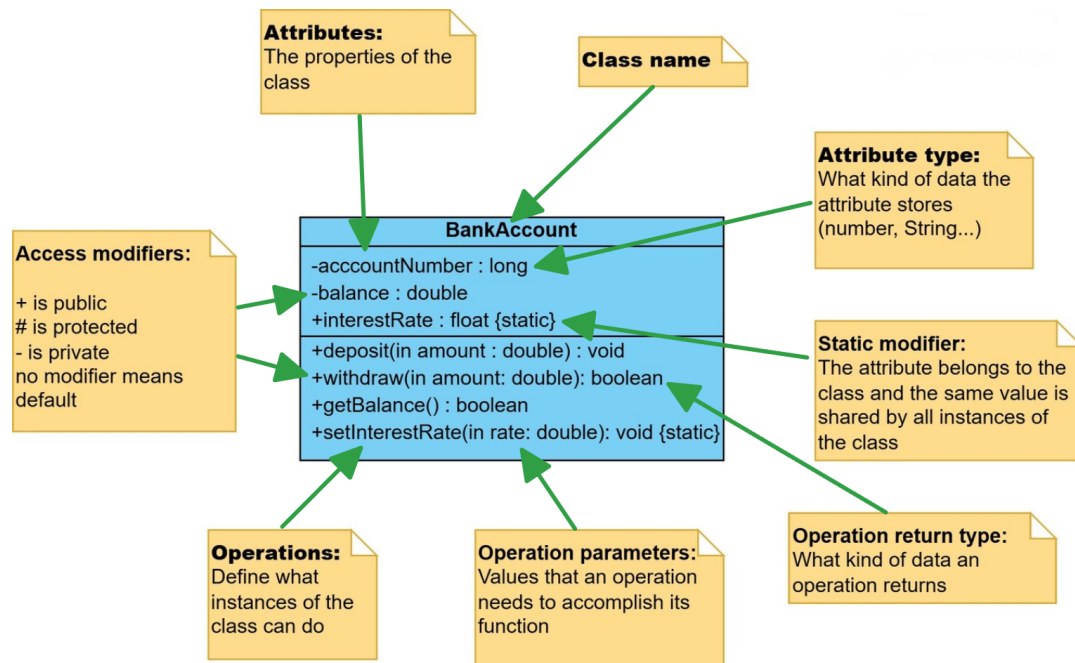 Attributes:
The properties of the
class
Class name
Attribute type:
What kind of data the
attribute stores
(number, String...)
Access modifiers:
+ is public
# is protected
- is private
no modifier means
default
BankAccount
-acccountNumber : long
-balance : double
+interestRate : float {static}
+deposit(in amount : double) : void
+withdraw(in amount: double): boolean
+getBalance() : boolean
+setInterestRate(in rate: double): void {static}
Static modifier:
The attribute belongs to the
class and the same value is
shared by all instances of
the class
Operations:
Define what
instances of the
class can do
Operation parameters:
Values that an operation
needs to accomplish its
function
Operation return type:
What kind of data an
operation returns